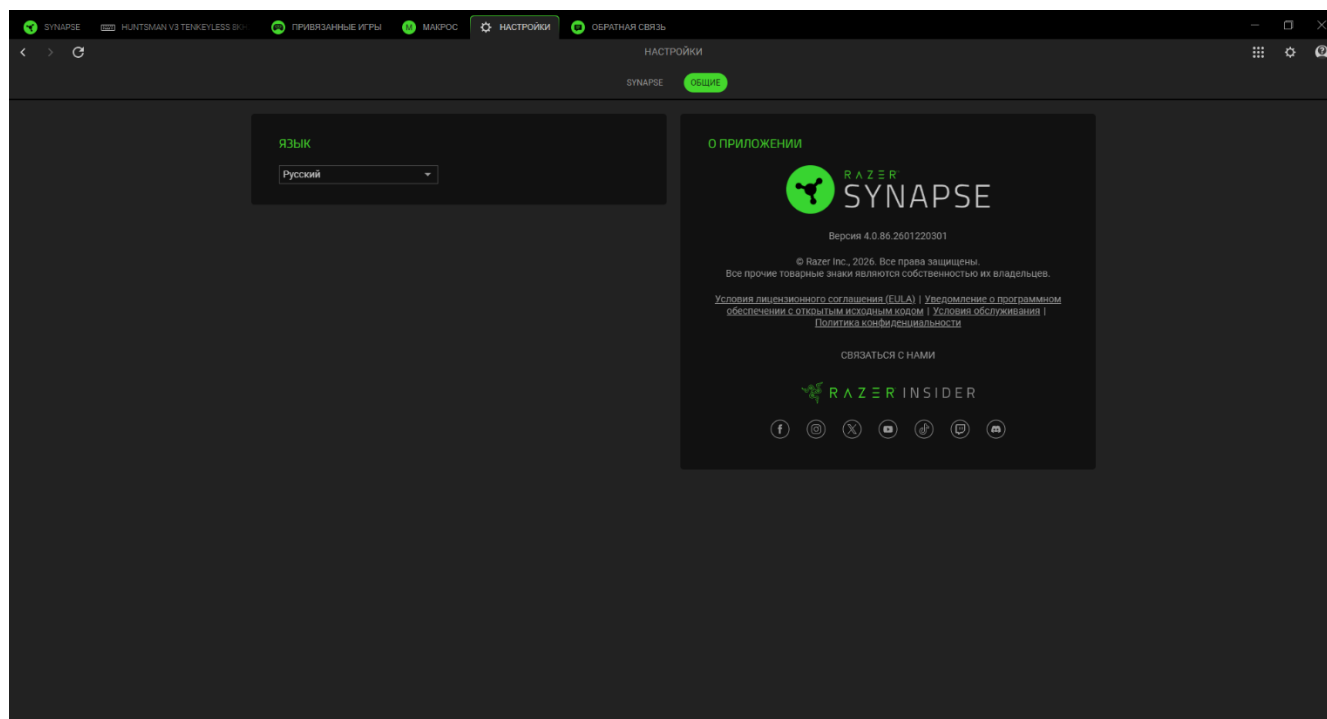 SYNAPSE
HUNTSMAN V3 TENKEYLESS 8KH
ПРИВЯЗАННЫЕ ИГРЫ
M
МАКРОС
НАСТРОЙКИ
ОБРАТНАЯ СВЯЗЬ
НАСТРОЙКИ
SYNAPSE
ОБЩИЕ
ЯЗЫК
Русский
О ПРИЛОЖЕНИИ
RAZER
SYNAPSE
Версия 4.0.86.2601220301
© Razer Inc., 2026. Все права защищены.
Все прочие товарные знаки являются собственностью их владельцев.
Условия лицензионного соглашения (EULA) | Уведомление о программном
обеспечении с открытым исходным кодом | Условия обслуживания |
Политика конфиденциальности
СВЯЗАТЬСЯ С НАМИ
RAZER INSIDER